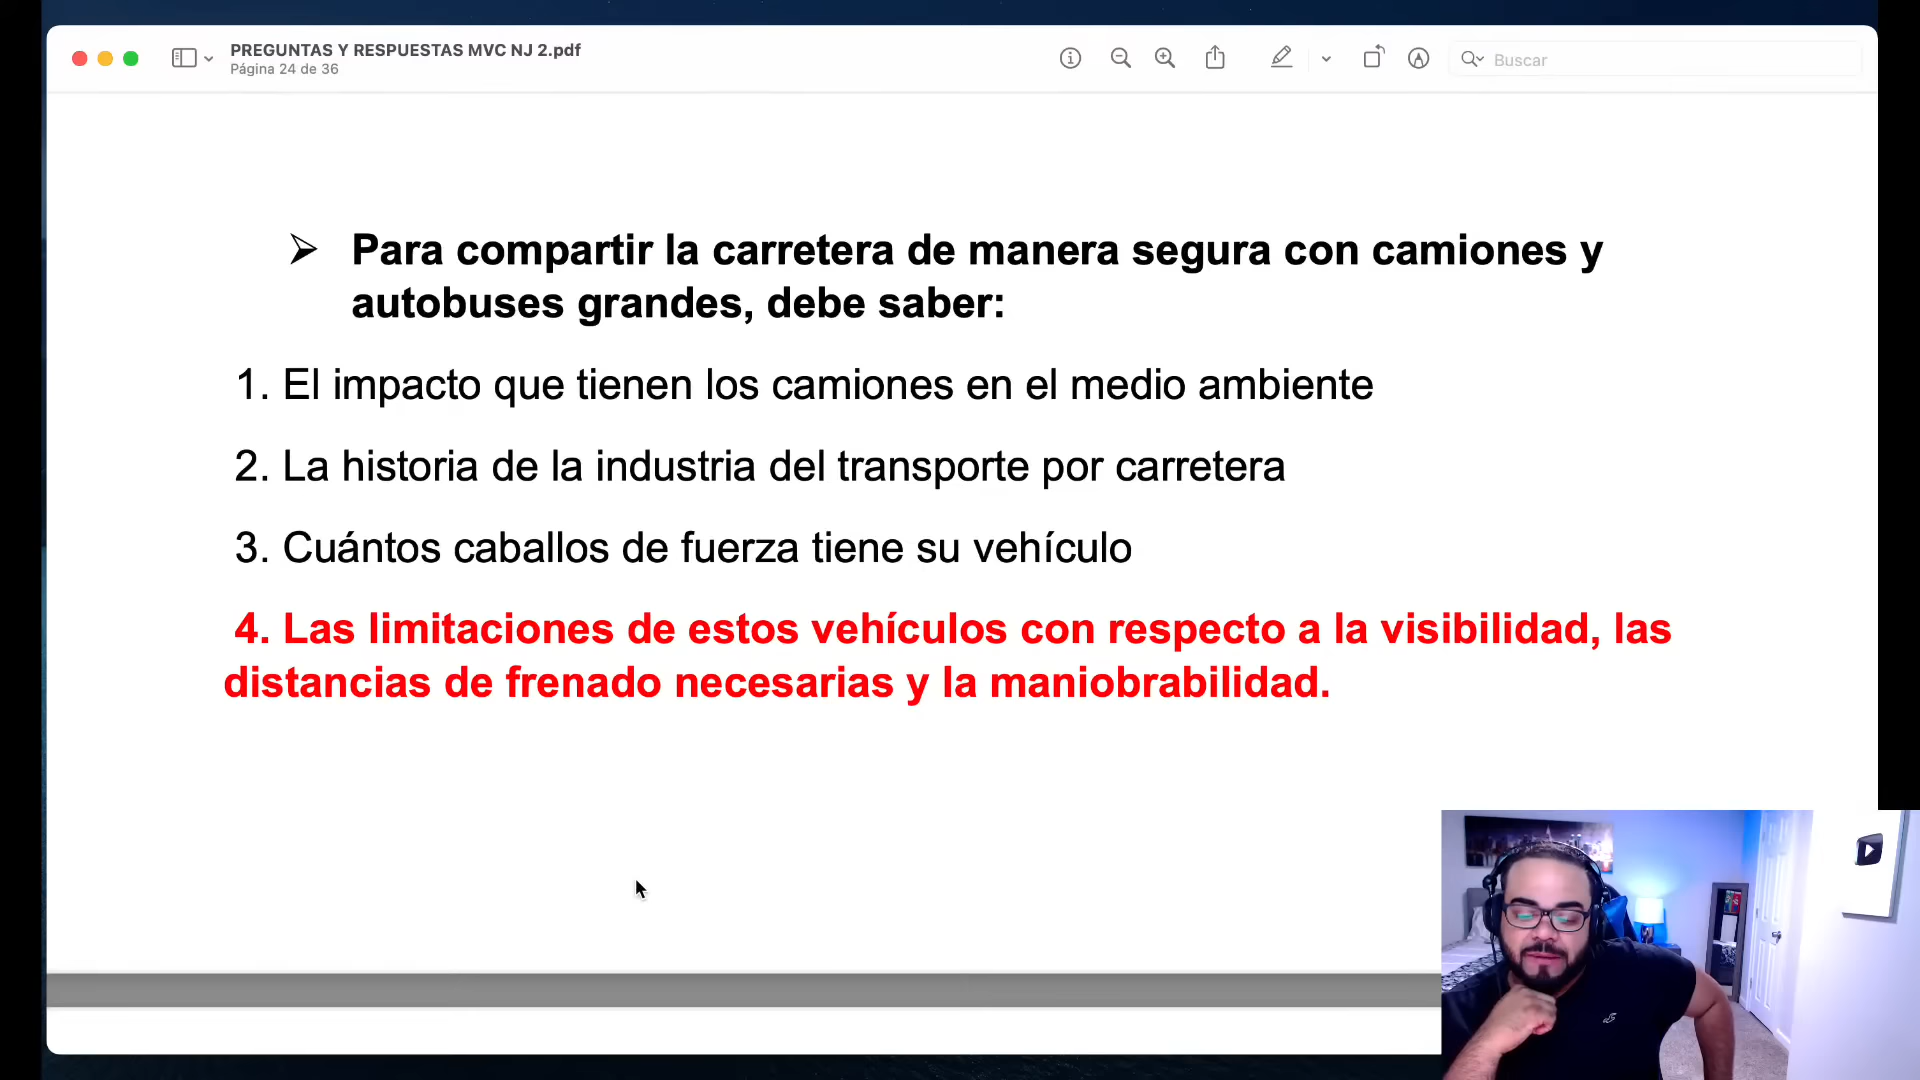 PREGUNTAS Y RESPUESTAS MVC NJ 2.pdf
Página 24 de 36
Buscar
➢ Para compartir la carretera de manera segura con camiones y
autobuses grandes, debe saber:
1. El impacto que tienen los camiones en el medio ambiente
2. La historia de la industria del transporte por carretera
3. Cuántos caballos de fuerza tiene su vehículo
4. Las limitaciones de estos vehículos con respecto a la visibilidad, las
distancias de frenado necesarias y la maniobrabilidad.